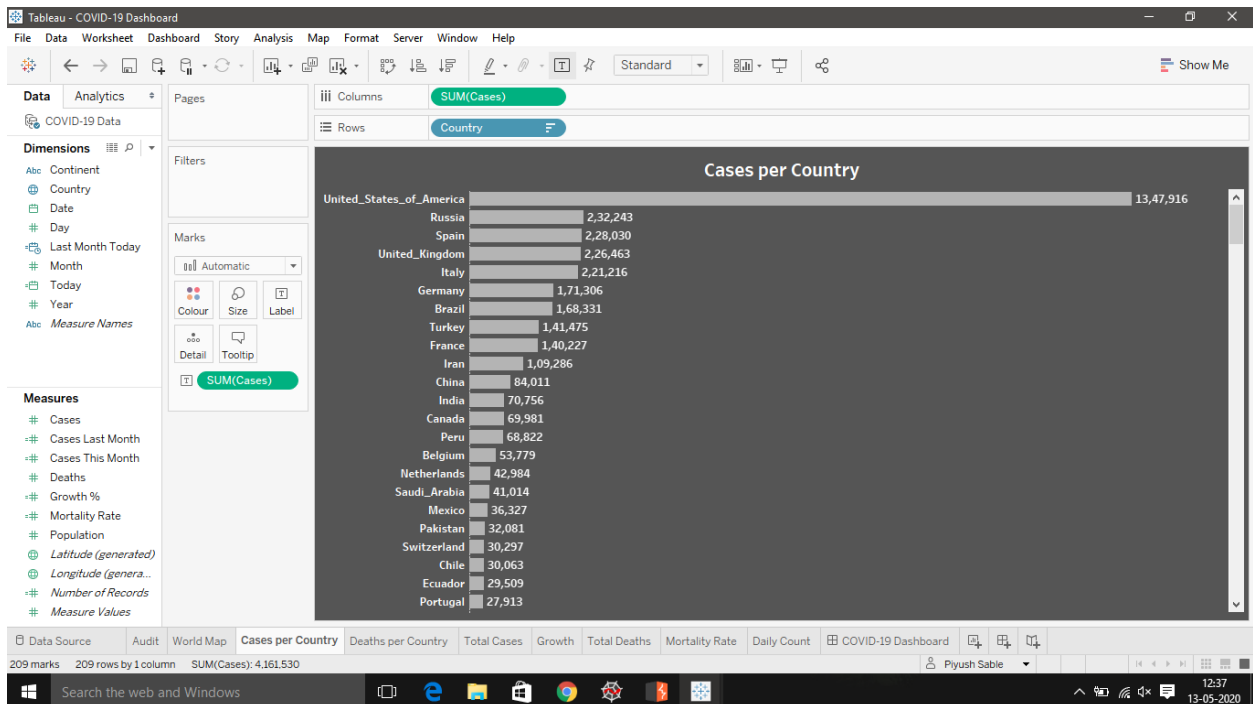 Tableau - COVID-19 Dashboard
File Data Worksheet Dashboard Story Analysis Map Format Server Window Help
Standard
Show Me
Data Analytics
COVID-19 Data
Dimensions
Abc Continent
Country
Date
# Day
Last Month Today
# Month
Today
# Year
Abc Measure Names
Measures
# Cases
=# Cases Last Month
=# Cases This Month
# Deaths
=# Growth %
=# Mortality Rate
# Population
Latitude (generated)
Longitude (genera...
=# Number of Records
# Measure Values
Pages
Filters
Marks
Automatic
Colour Size Label
Detail Tooltip
SUM(Cases)
Columns SUM(Cases)
Rows Country
Cases per Country
United_States_of_America 13,47,916
Russia 2,32,243
Spain 2,28,030
United_Kingdom 2,26,463
Italy 2,21,216
Germany 1,71,306
Brazil 1,68,331
Turkey 1,41,475
France 1,40,227
Iran 1,09,286
China 84,011
India 70,756
Canada 69,981
Peru 68,822
Belgium 53,779
Netherlands 42,984
Saudi_Arabia 41,014
Mexico 36,327
Pakistan 32,081
Switzerland 30,297
Chile 30,063
Ecuador 29,509
Portugal 27,913
Data Source Audit World Map Cases per Country Deaths per Country Total Cases Growth Total Deaths Mortality Rate Daily Count COVID-19 Dashboard
209 marks 209 rows by 1 column SUM(Cases): 4,161,530 Piyush Sable
Search the web and Windows
12:37
13-05-2020